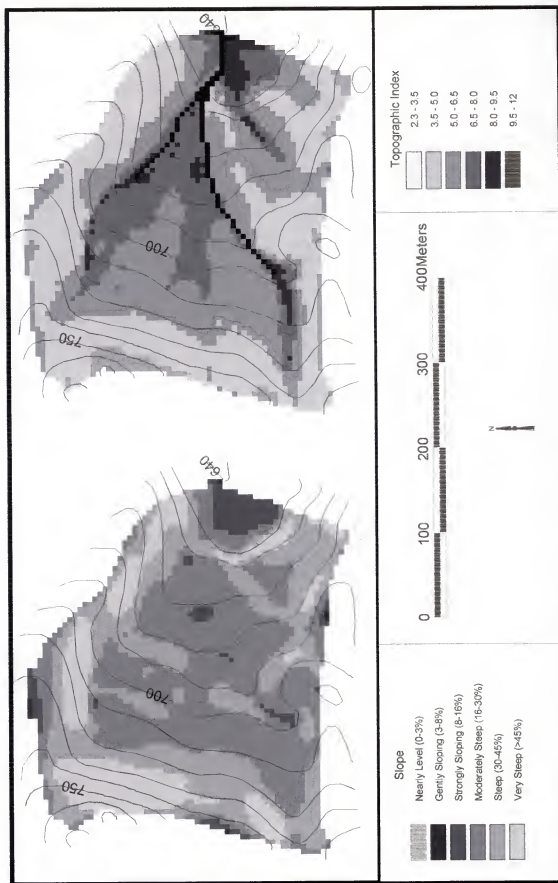 640
700
750
640
700
750
Slope
Nearly Level (0-3%)
Gently Sloping (3-8%)
Strongly Sloping (8-16%)
Moderately Steep (16-30%)
Steep (30-45%)
Very Steep (>45%)
0 100 200 300 400 Meters
N
Topographic Index
2.3 - 3.5
3.5 - 5.0
5.0 - 6.5
6.5 - 8.0
8.0 - 9.5
9.5 - 12